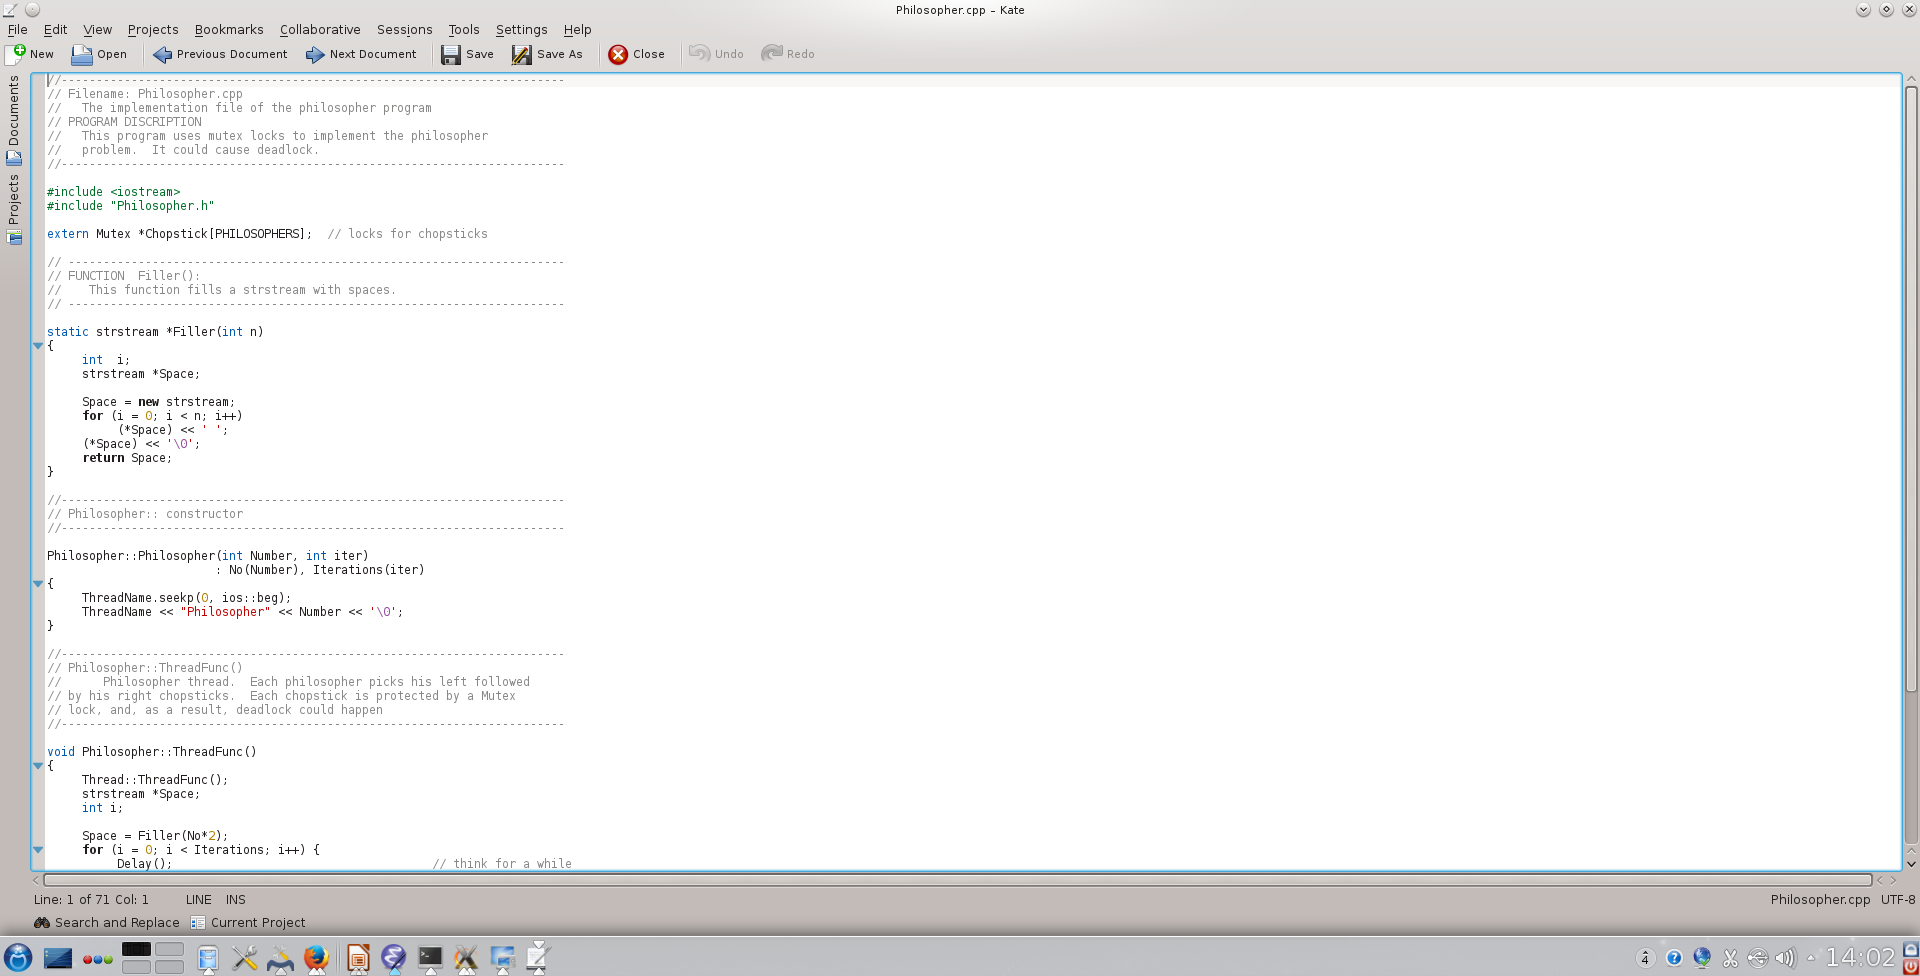 Philosopher.cpp – Kate
File Edit View Projects Bookmarks Collaborative Sessions Tools Settings Help
New Open Previous Document Next Document Save Save As Close Undo Redo
Documents
Projects
//------------------------------------------------------------------------
// Filename: Philosopher.cpp
//   The implementation file of the philosopher program
// PROGRAM DISCRIPTION
//   This program uses mutex locks to implement the philosopher
//   problem.  It could cause deadlock.
//------------------------------------------------------------------------
#include <iostream>
#include "Philosopher.h"
extern Mutex *Chopstick[PHILOSOPHERS];  // locks for chopsticks
// -----------------------------------------------------------------------
// FUNCTION  Filler():
//    This function fills a strstream with spaces.
// -----------------------------------------------------------------------
static strstream *Filler(int n)
{
     int  i;
     strstream *Space;
     Space = new strstream;
     for (i = 0; i < n; i++)
          (*Space) << ' ';
     (*Space) << '\0';
     return Space;
}
//------------------------------------------------------------------------
// Philosopher:: constructor
//------------------------------------------------------------------------
Philosopher::Philosopher(int Number, int iter)
                        : No(Number), Iterations(iter)
{
     ThreadName.seekp(0, ios::beg);
     ThreadName << "Philosopher" << Number << '\0';
}
//------------------------------------------------------------------------
// Philosopher::ThreadFunc()
//      Philosopher thread.  Each philosopher picks his left followed
// by his right chopsticks.  Each chopstick is protected by a Mutex
// lock, and, as a result, deadlock could happen
//------------------------------------------------------------------------
void Philosopher::ThreadFunc()
{
     Thread::ThreadFunc();
     strstream *Space;
     int i;
     Space = Filler(No*2);
     for (i = 0; i < Iterations; i++) {
          Delay();                                     // think for a while
Line: 1 of 71 Col: 1 LINE INS Philosopher.cpp UTF-8
Search and Replace Current Project
4 14:02